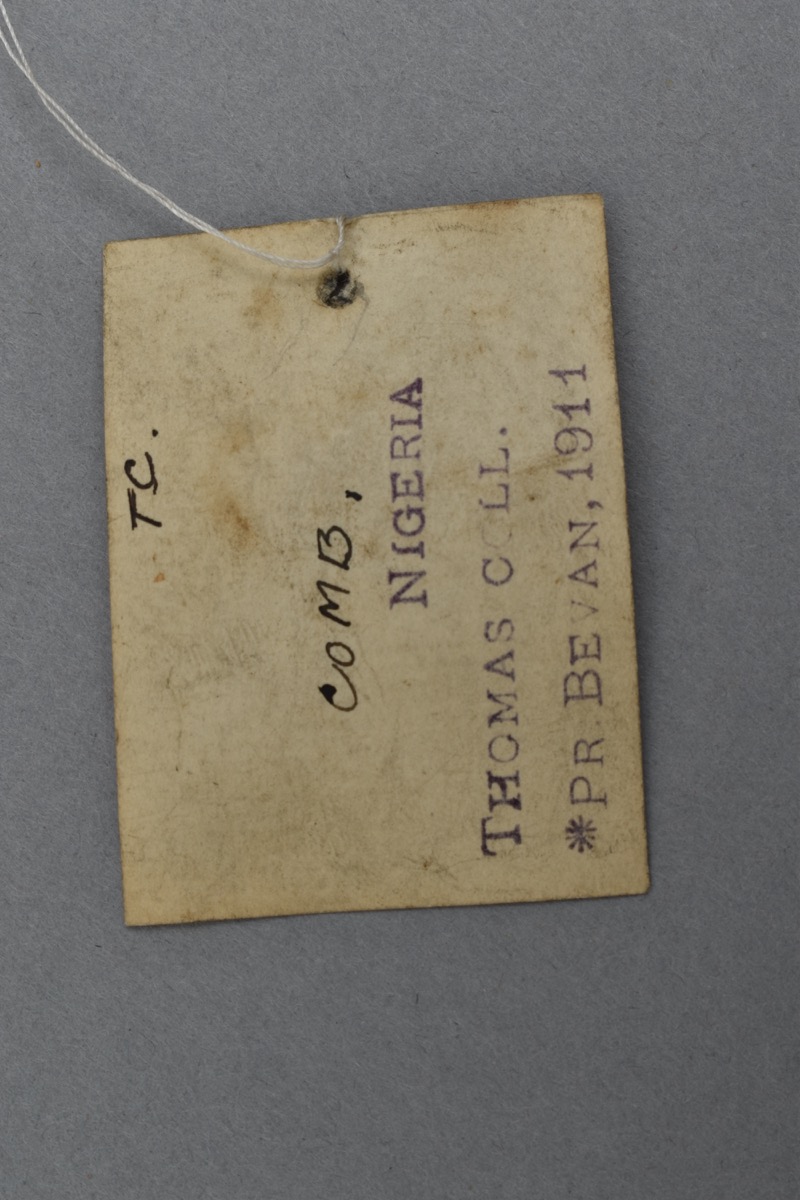 TC.
COMB,
NIGERIA
THOMAS COLL.
*PR. BEVAN, 1911